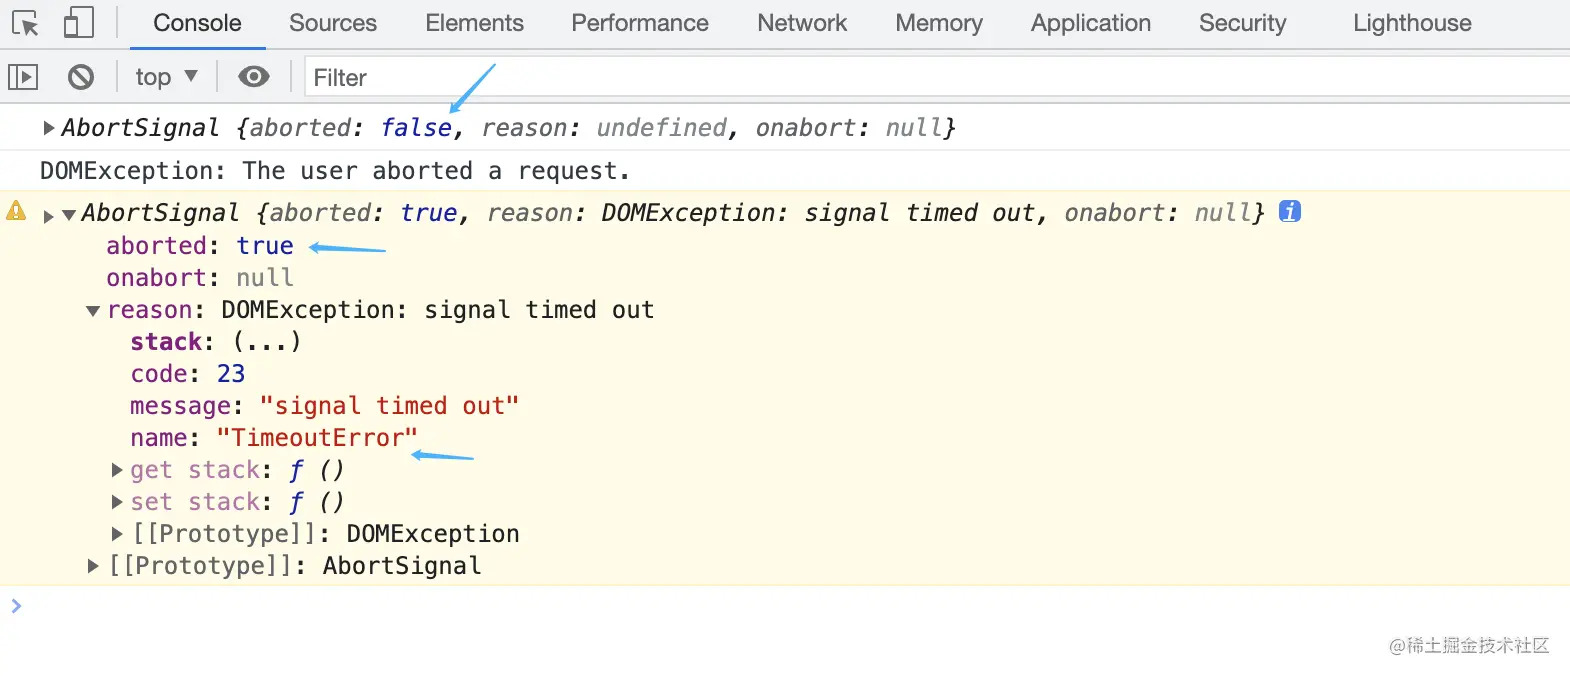 Console Sources Elements Performance Network Memory Application Security Lighthouse
top Filter
AbortSignal {aborted: false, reason: undefined, onabort: null}
DOMException: The user aborted a request.
AbortSignal {aborted: true, reason: DOMException: signal timed out, onabort: null} i
aborted: true
onabort: null
reason: DOMException: signal timed out
stack: (...)
code: 23
message: "signal timed out"
name: "TimeoutError"
get stack: ƒ ()
set stack: ƒ ()
[[Prototype]]: DOMException
[[Prototype]]: AbortSignal
@稀土掘金技术社区